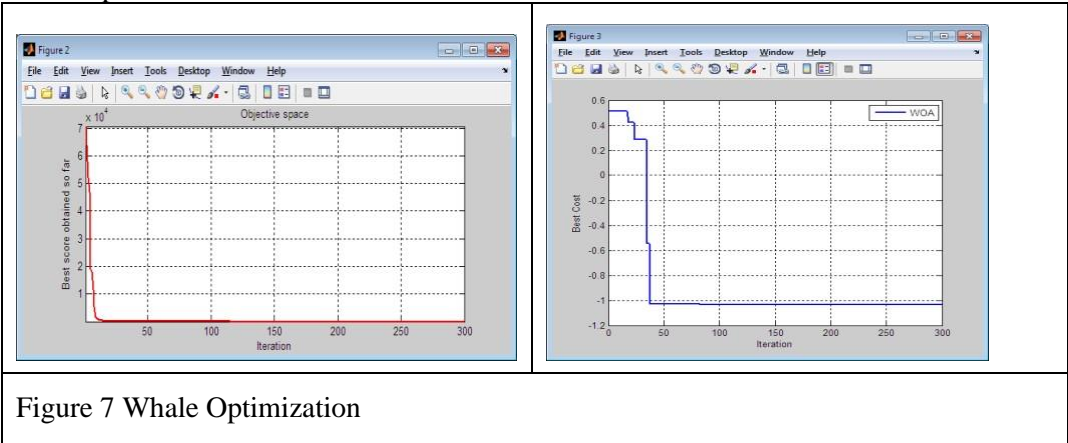 Figure 2
File Edit View Insert Tools Desktop Window Help
x 10^4
Objective space
7
6
5
4
3
2
1
Best score obtained so far
50 100 150 200 250 300
Iteration
Figure 3
File Edit View Insert Tools Desktop Window Help
WOA
0.6
0.4
0.2
0
-0.2
-0.4
-0.6
-0.8
-1
-1.2
Best Cost
0 50 100 150 200 250 300
Iteration
Figure 7 Whale Optimization